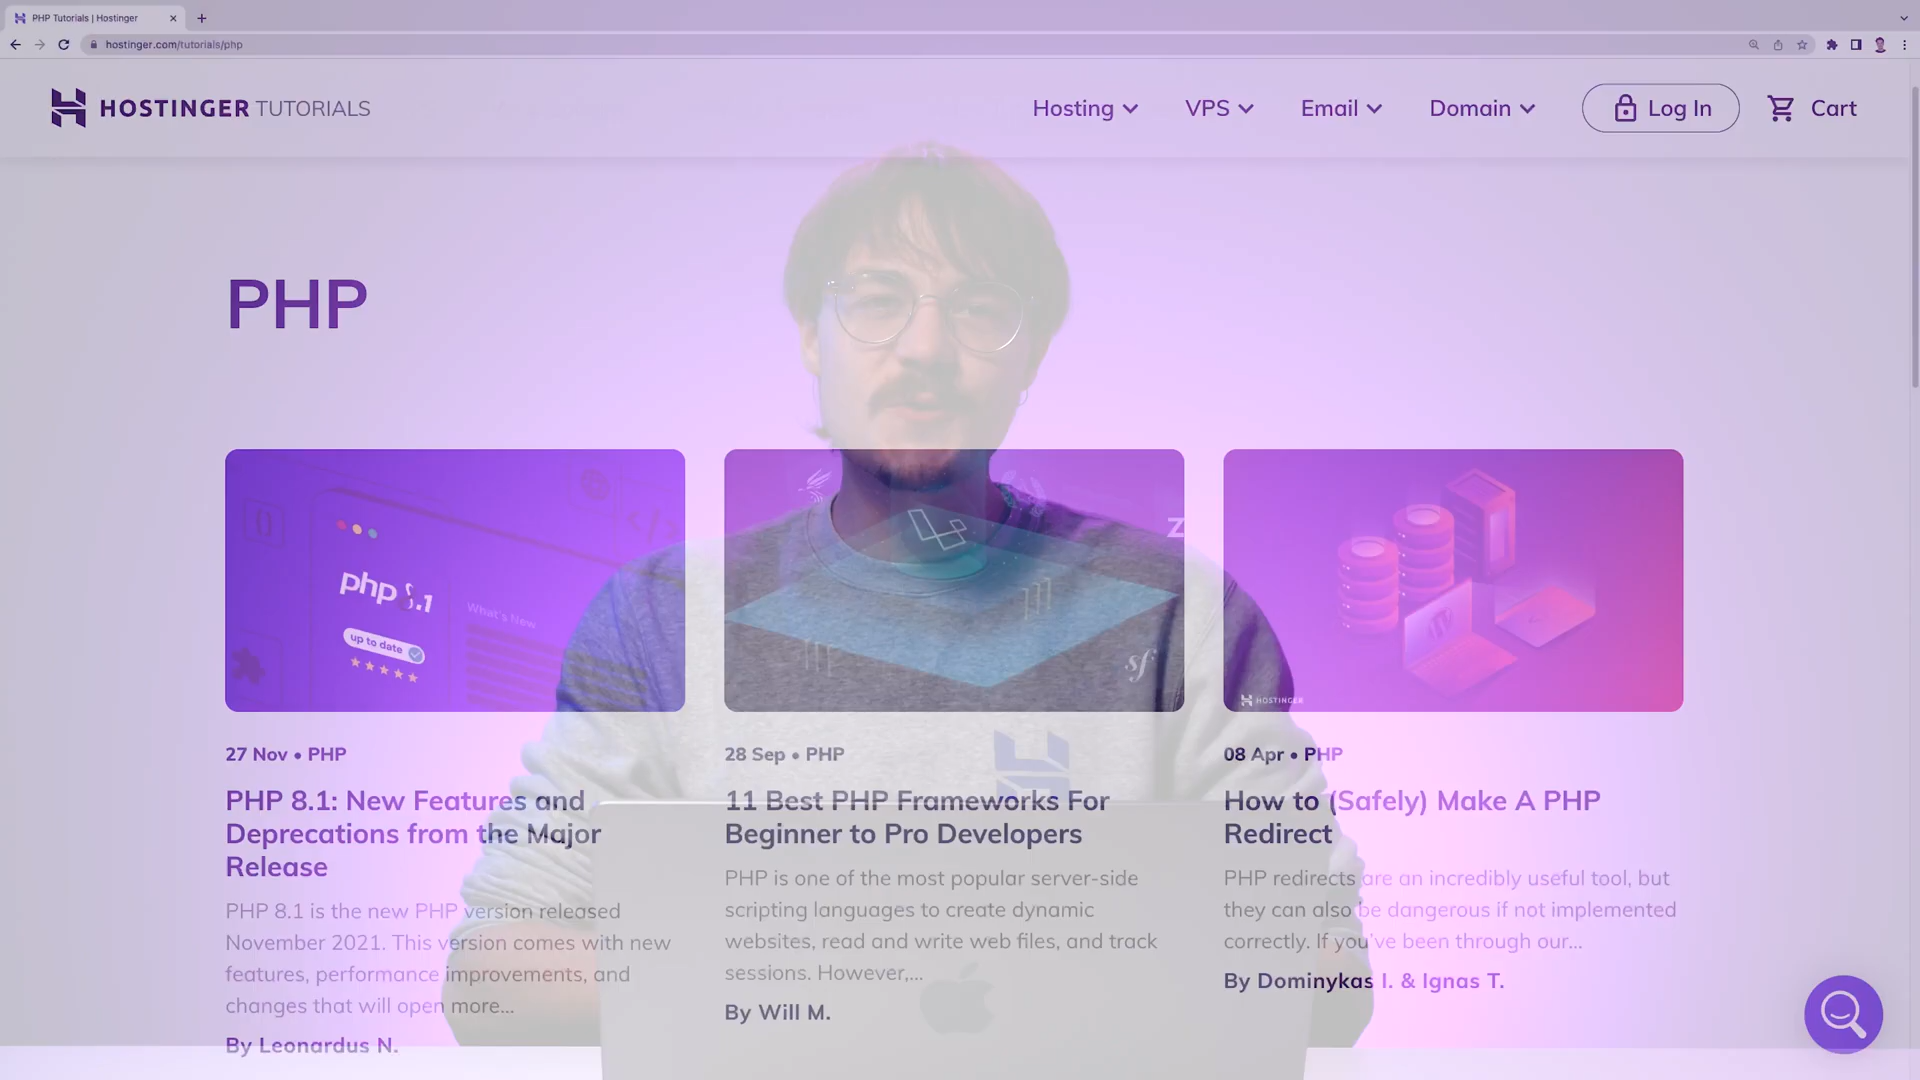 PHP Tutorials | Hostinger
hostinger.com/tutorials/php
HOSTINGER TUTORIALS
Hosting
VPS
Email
Domain
Log In
Cart
PHP
php 8.1
up to date
What's New
Z
sf
HOSTINGER
27 Nov • PHP
PHP 8.1: New Features and
Deprecations from the Major
Release
PHP 8.1 is the new PHP version released
November 2021. This version comes with new
features, performance improvements, and
changes that will open more...
By Leonardus N.
28 Sep • PHP
11 Best PHP Frameworks For
Beginner to Pro Developers
PHP is one of the most popular server-side
scripting languages to create dynamic
websites, read and write web files, and track
sessions. However,...
By Will M.
08 Apr • PHP
How to (Safely) Make A PHP
Redirect
PHP redirects are an incredibly useful tool, but
they can also be dangerous if not implemented
correctly. If you've been through our...
By Dominykas I. & Ignas T.